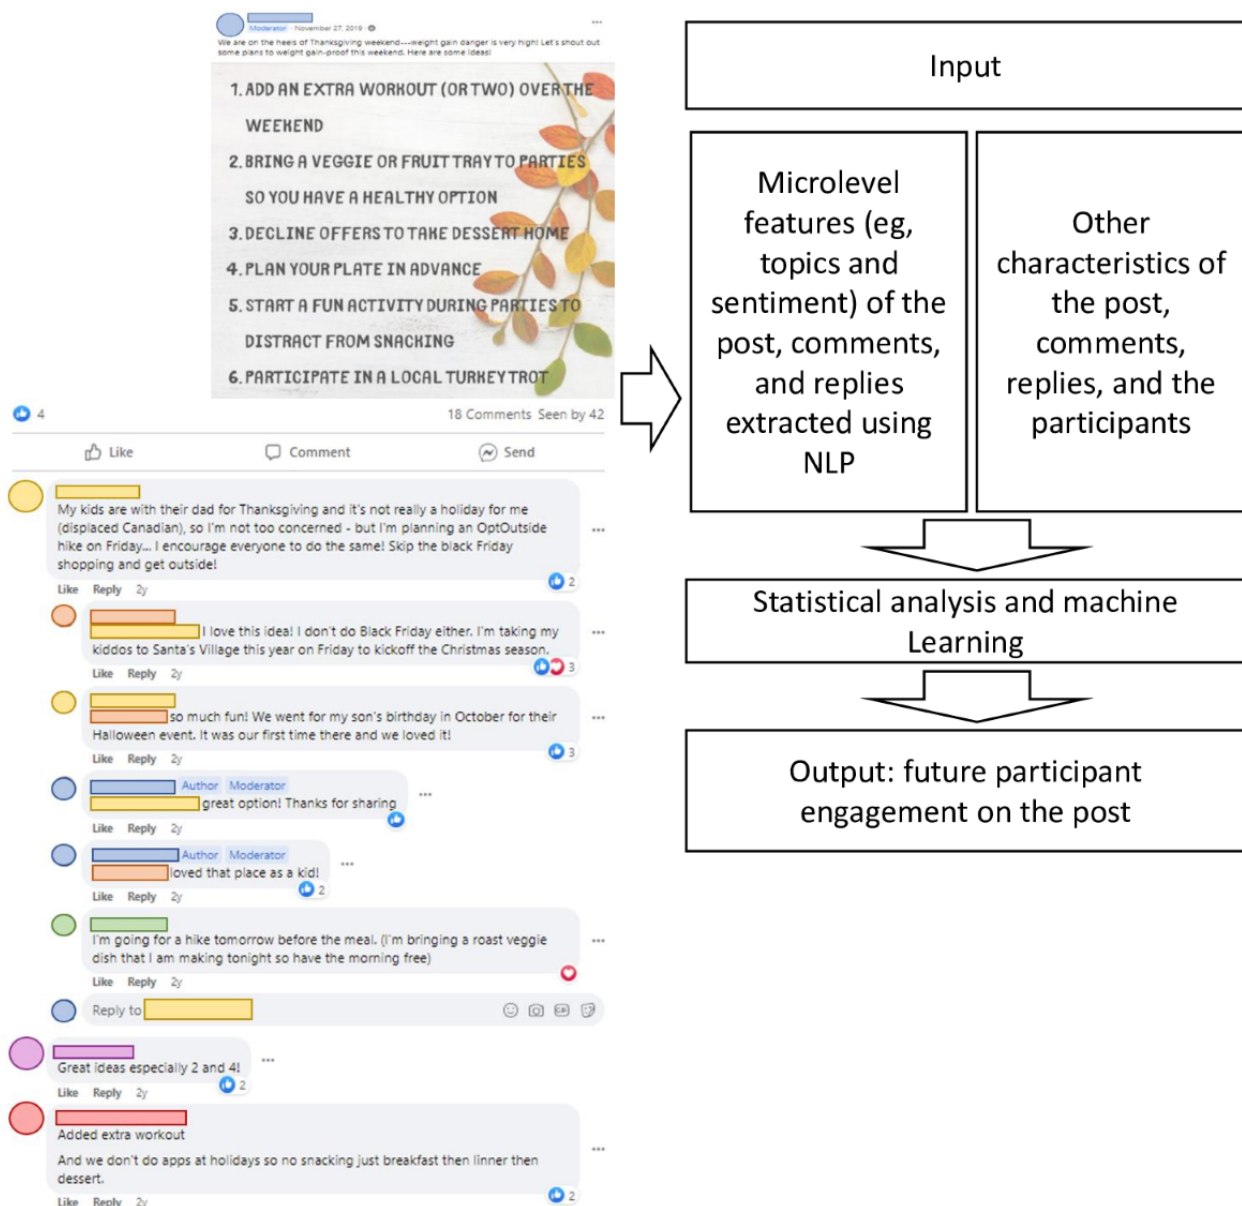 Moderator · November 27, 2019 ·
We are on the heels of Thanksgiving weekend---weight gain danger is very high! Let's shout out
some plans to weight gain-proof this weekend. Here are some ideas!
1. ADD AN EXTRA WORKOUT (OR TWO) OVER THE
WEEKEND
2. BRING A VEGGIE OR FRUIT TRAY TO PARTIES
SO YOU HAVE A HEALTHY OPTION
3. DECLINE OFFERS TO TAKE DESSERT HOME
4. PLAN YOUR PLATE IN ADVANCE
5. START A FUN ACTIVITY DURING PARTIES TO
DISTRACT FROM SNACKING
6. PARTICIPATE IN A LOCAL TURKEY TROT
4
18 Comments Seen by 42
Like Comment Send
My kids are with their dad for Thanksgiving and it's not really a holiday for me
(displaced Canadian), so I'm not too concerned - but I'm planning an OptOutside
hike on Friday... I encourage everyone to do the same! Skip the black Friday
shopping and get outside!
2
Like Reply 2y
I love this idea! I don't do Black Friday either. I'm taking my
kiddos to Santa's Village this year on Friday to kickoff the Christmas season.
3
Like Reply 2y
so much fun! We went for my son's birthday in October for their
Halloween event. It was our first time there and we loved it!
3
Like Reply 2y
Author Moderator
great option! Thanks for sharing
Like Reply 2y
Author Moderator
loved that place as a kid!
2
Like Reply 2y
I'm going for a hike tomorrow before the meal. (I'm bringing a roast veggie
dish that I am making tonight so have the morning free)
Like Reply 2y
Reply to
GIF
Great ideas especially 2 and 4!
2
Like Reply 2y
Added extra workout
And we don't do apps at holidays so no snacking just breakfast then linner then
dessert.
2
Like Reply 2y
Input
Microlevel
features (eg,
topics and
sentiment) of the
post, comments,
and replies
extracted using
NLP
Other
characteristics of
the post,
comments,
replies, and the
participants
Statistical analysis and machine
Learning
Output: future participant
engagement on the post